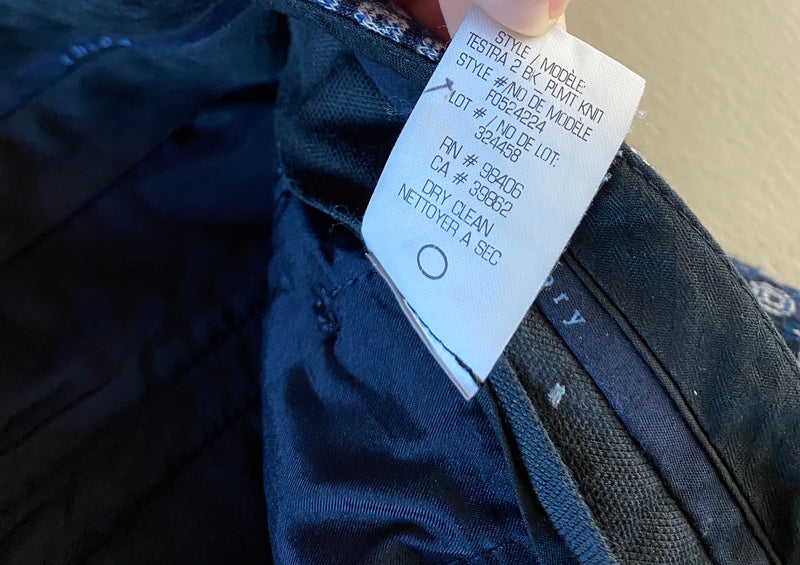 STYLE / MODÈLE:
TESTRA 2 BK_PLMT KNIT
STYLE #/NO DE MODÈLE
F0524224
LOT # / NO DE LOT:
324458
RN # 98406
CA # 39862
DRY CLEAN
NETTOYER A SEC
ory